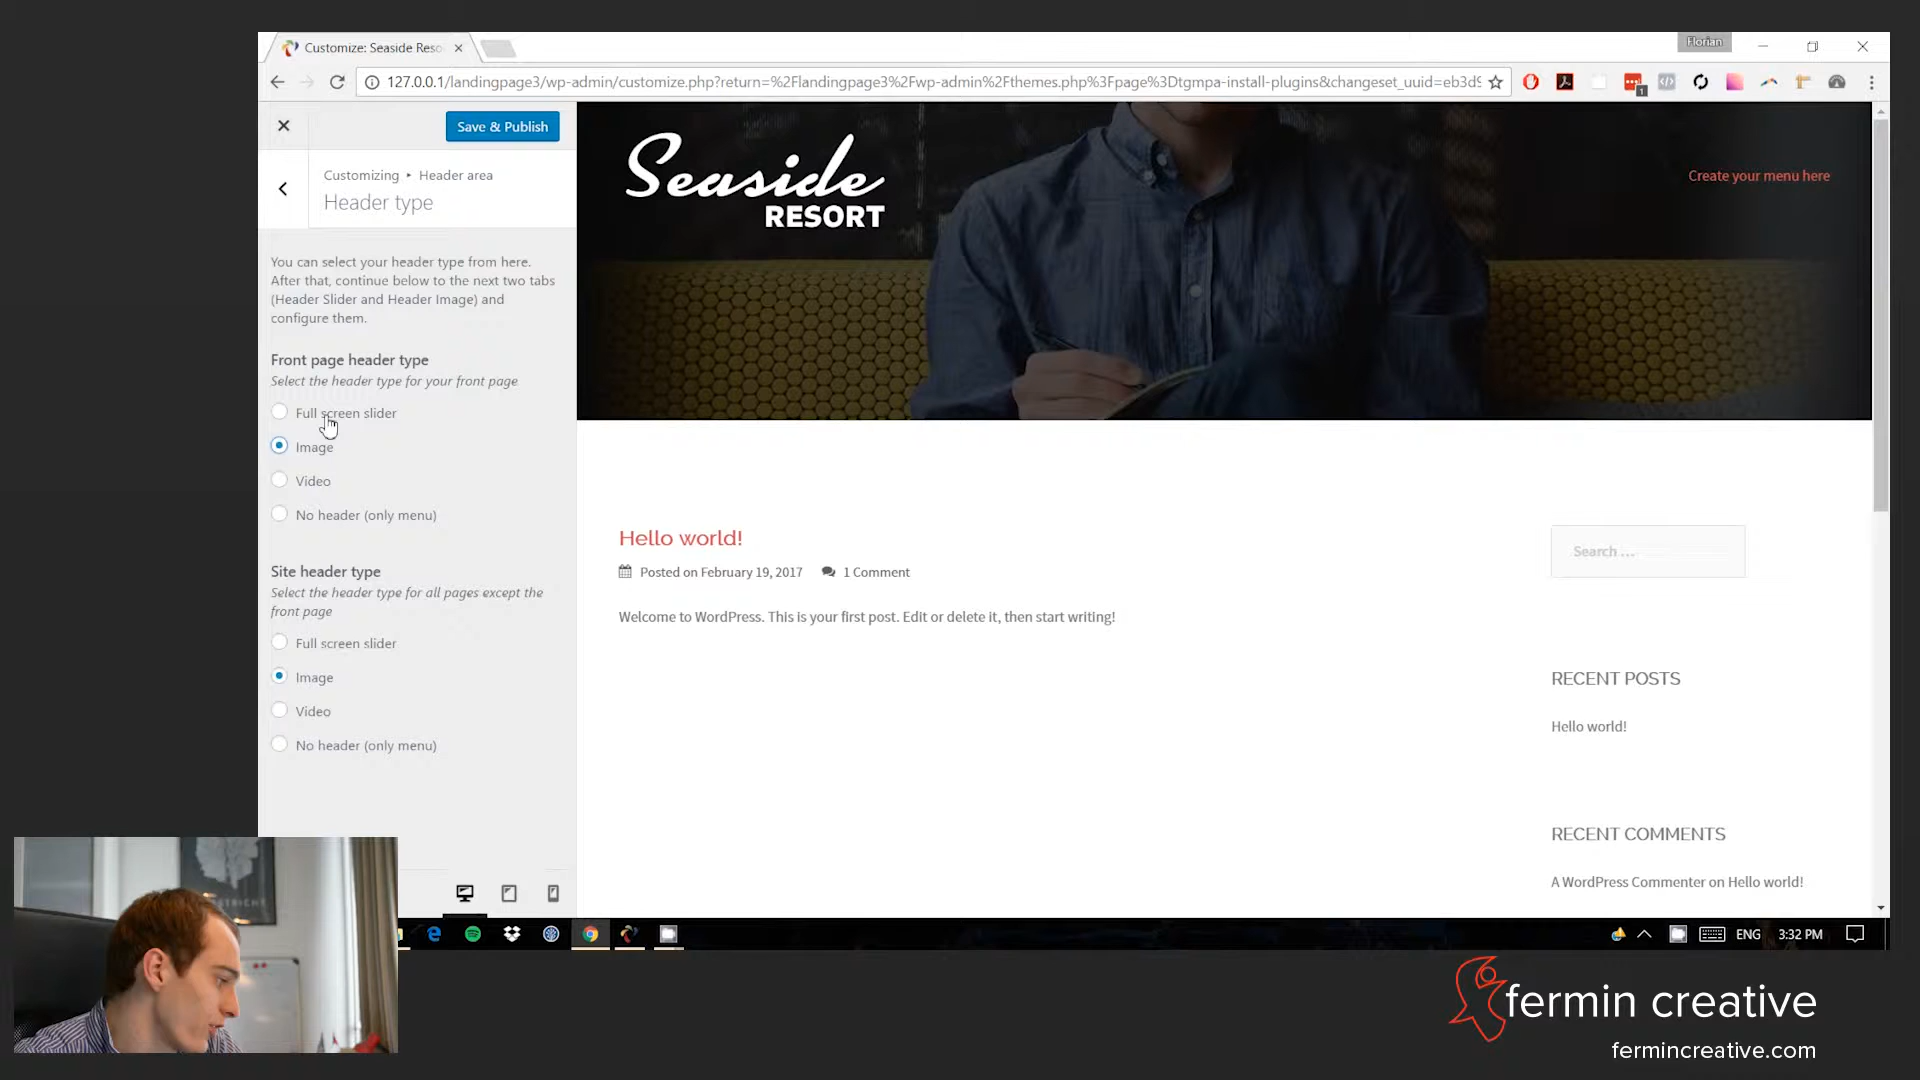 Customize: Seaside Reso
Florian
127.0.0.1/landingpage3/wp-admin/customize.php?return=%2Flandingpage3%2Fwp-admin%2Fthemes.php%3Fpage%3Dtgmpa-install-plugins&changeset_uuid=eb3d9
1
Save & Publish
Customizing ▸ Header area
Header type
You can select your header type from here.
After that, continue below to the next two tabs
(Header Slider and Header Image) and
configure them.
Front page header type
Select the header type for your front page
Full screen slider
Image
Video
No header (only menu)
Site header type
Select the header type for all pages except the
front page
Full screen slider
Image
Video
No header (only menu)
Seaside
RESORT
Create your menu here
Hello world!
Posted on February 19, 2017 1 Comment
Welcome to WordPress. This is your first post. Edit or delete it, then start writing!
Search ...
RECENT POSTS
Hello world!
RECENT COMMENTS
A WordPress Commenter on Hello world!
ENG 3:32 PM
fermin creative
fermincreative.com